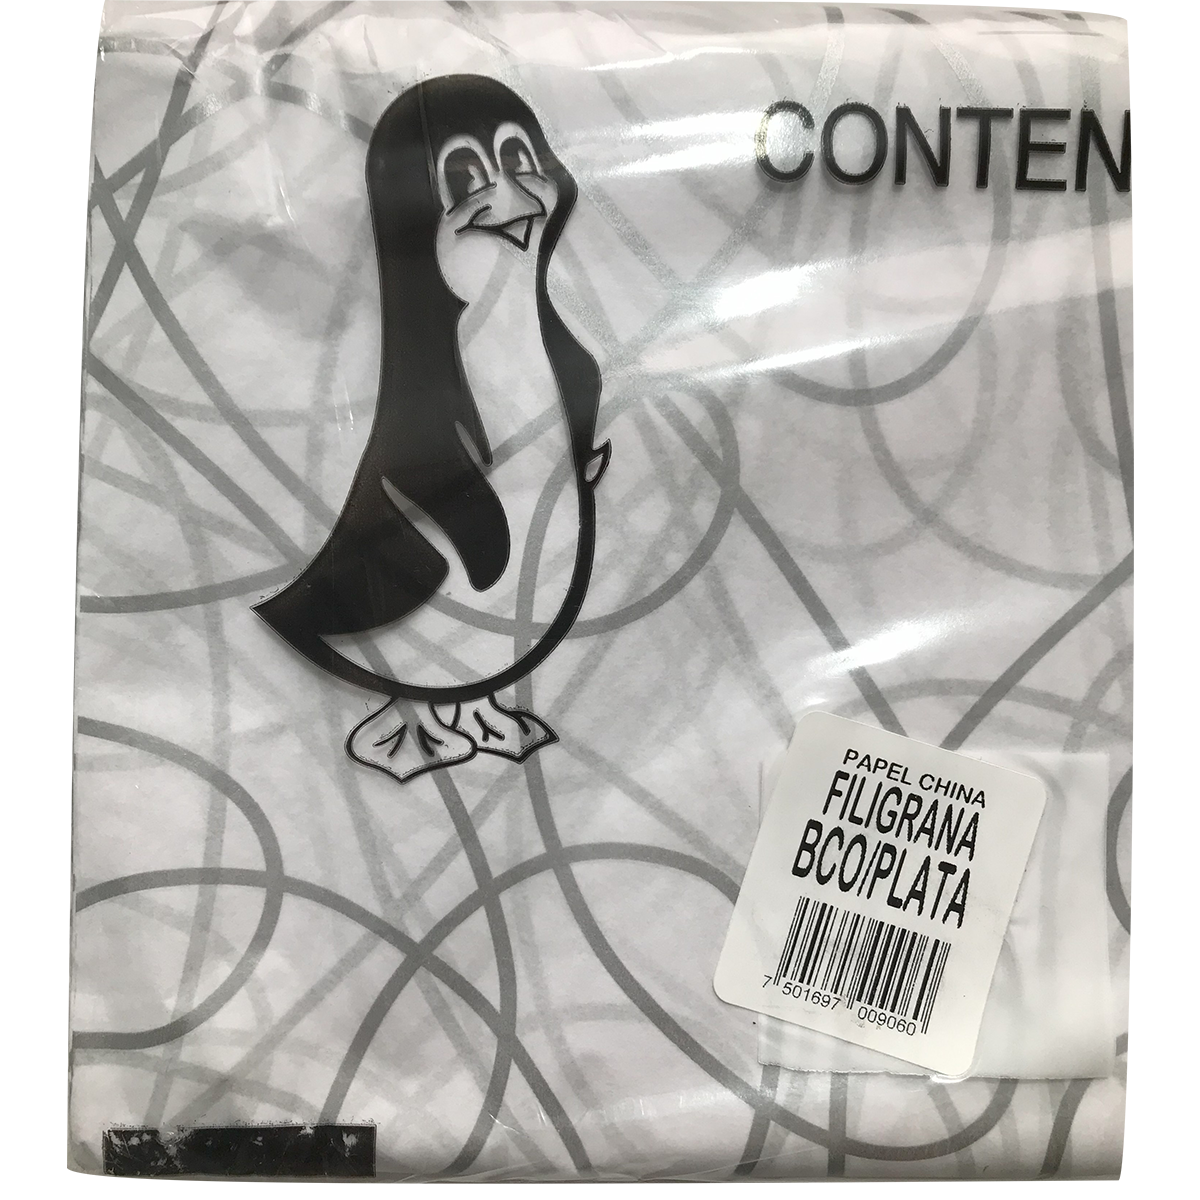 CONTEN
PAPEL CHINA
FILIGRANA
BCO/PLATA
7 501697 009060